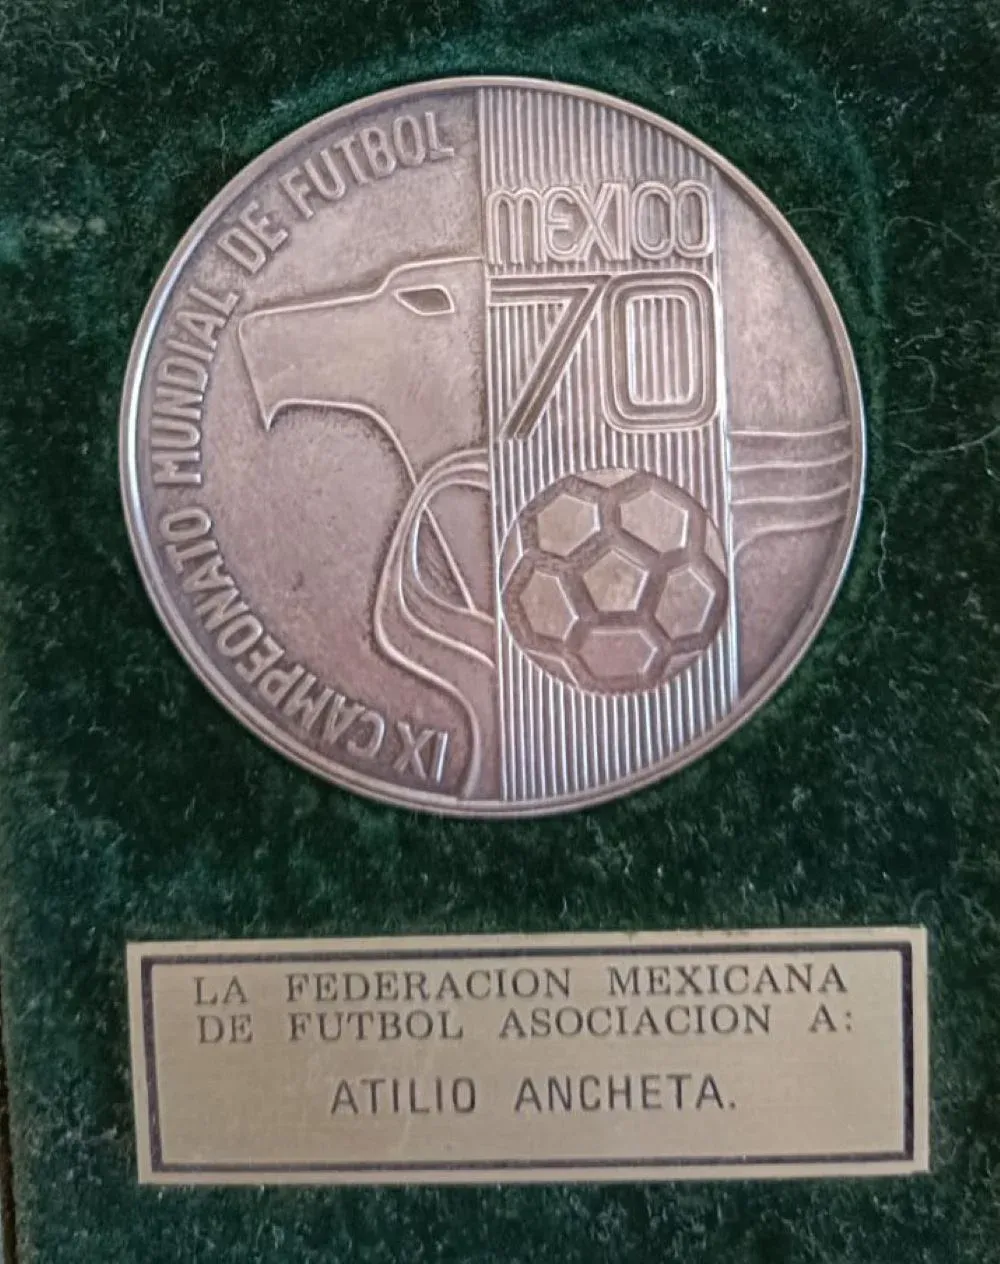 IX CAMPEONATO MUNDIAL DE FUTBOL
MEXICO
70
LA FEDERACION MEXICANA
DE FUTBOL ASOCIACION A:
ATILIO ANCHETA.